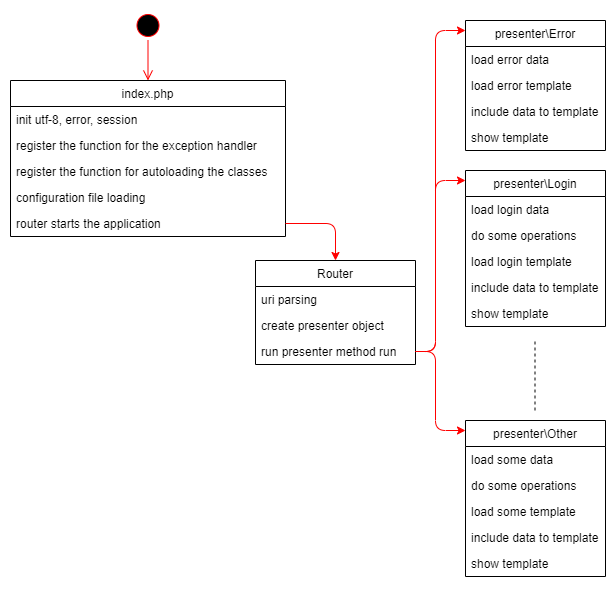 index.php
init utf-8, error, session
register the function for the exception handler
register the function for autoloading the classes
configuration file loading
router starts the application
Router
uri parsing
create presenter object
run presenter method run
presenter\Error
load error data
load error template
include data to template
show template
presenter\Login
load login data
do some operations
load login template
include data to template
show template
presenter\Other
load some data
do some operations
load some template
include data to template
show template